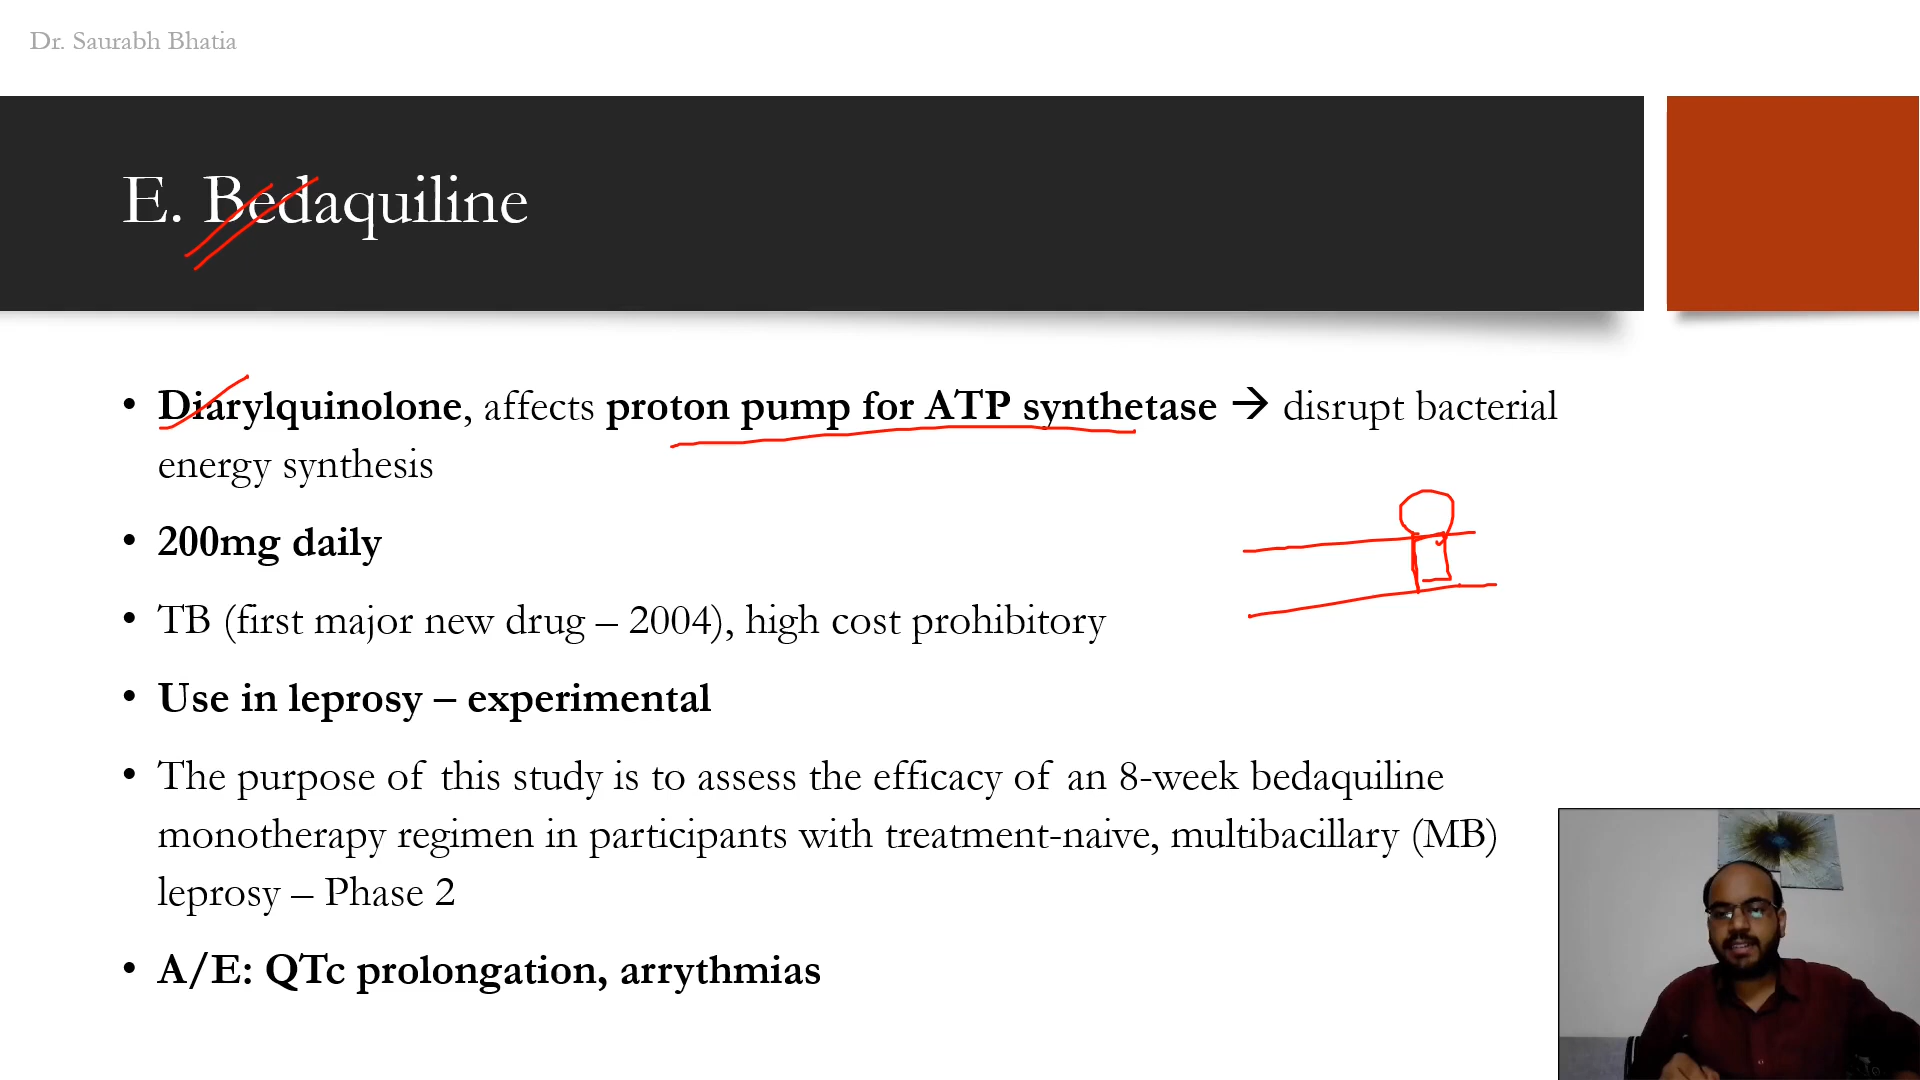 Dr. Saurabh Bhatia
E. Bedaquiline
• Diarylquinolone, affects proton pump for ATP synthetase → disrupt bacterial
energy synthesis
• 200mg daily
• TB (first major new drug – 2004), high cost prohibitory
• Use in leprosy – experimental
• The purpose of this study is to assess the efficacy of an 8-week bedaquiline
monotherapy regimen in participants with treatment-naive, multibacillary (MB)
leprosy – Phase 2
• A/E: QTc prolongation, arrythmias